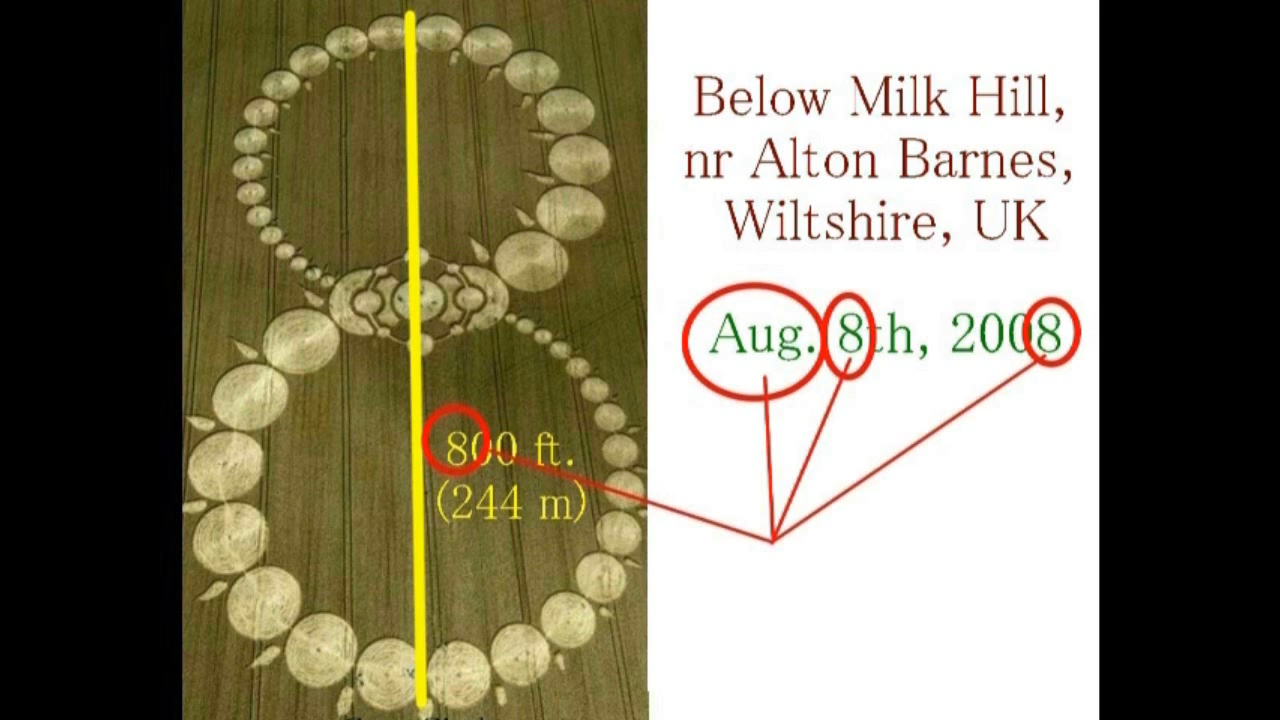 Below Milk Hill,
nr Alton Barnes,
Wiltshire, UK
Aug. 8th, 2008
800 ft.
(244 m)